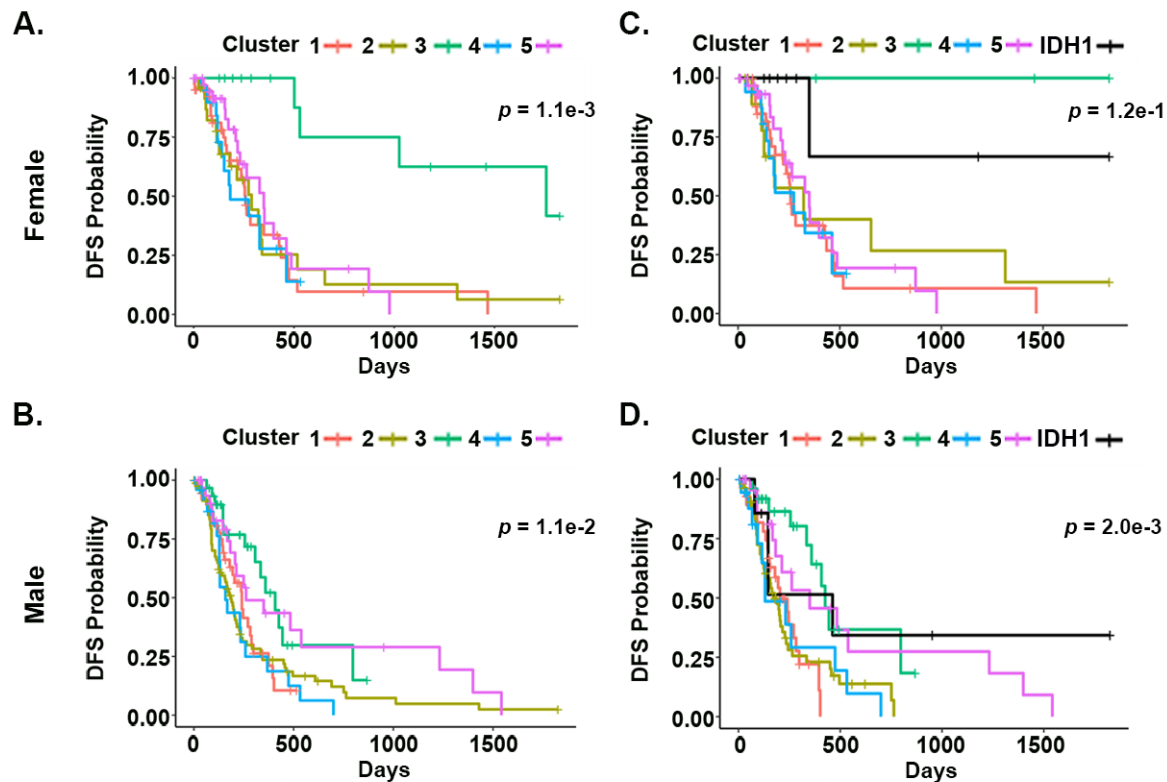 A.
Cluster 1 2 3 4 5
1.00
0.75
0.50
0.25
0.00
DFS Probability
p = 1.1e-3
0 500 1000 1500
Days
Female
C.
Cluster 1 2 3 4 5 IDH1
1.00
0.75
0.50
0.25
0.00
DFS Probability
p = 1.2e-1
0 500 1000 1500
Days
B.
Cluster 1 2 3 4 5
1.00
0.75
0.50
0.25
0.00
DFS Probability
p = 1.1e-2
0 500 1000 1500
Days
Male
D.
Cluster 1 2 3 4 5 IDH1
1.00
0.75
0.50
0.25
0.00
DFS Probability
p = 2.0e-3
0 500 1000 1500
Days